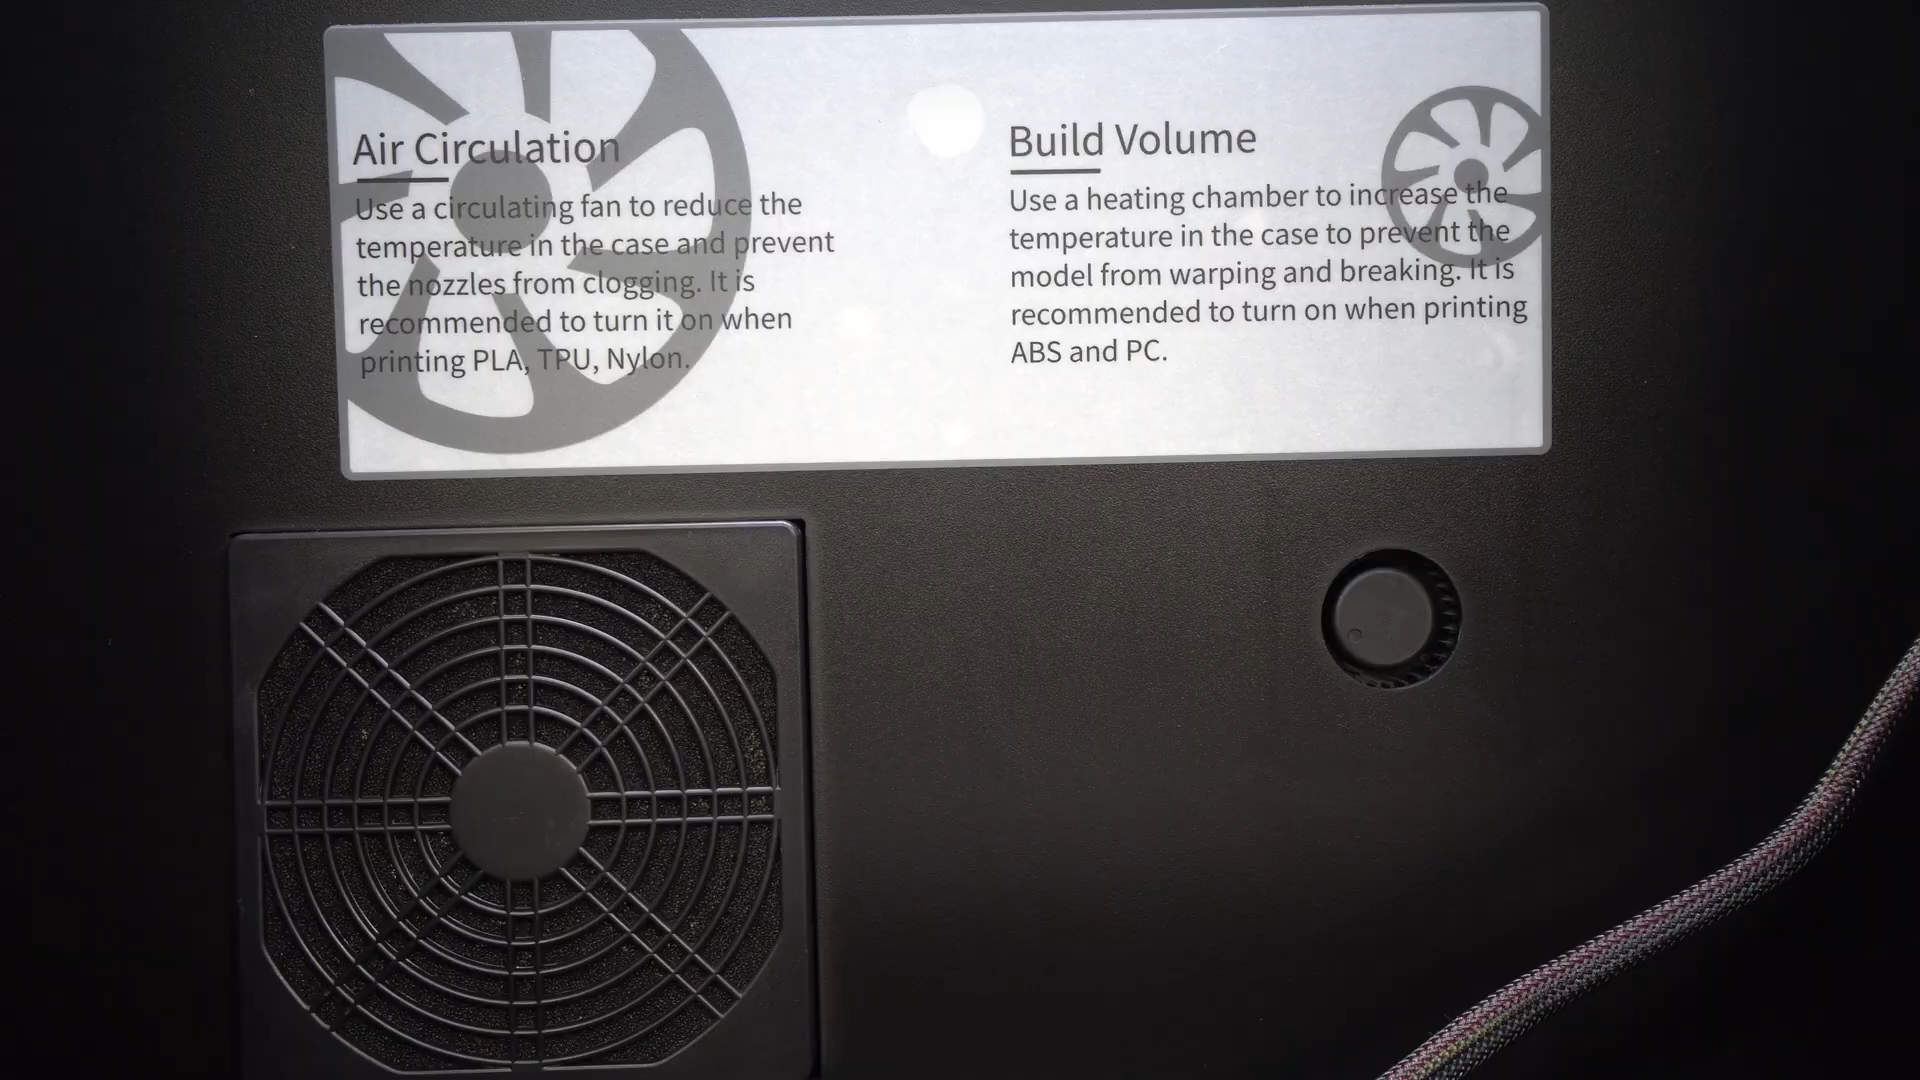 Air Circulation
Use a circulating fan to reduce the
temperature in the case and prevent
the nozzles from clogging. It is
recommended to turn it on when
printing PLA, TPU, Nylon.
Build Volume
Use a heating chamber to increase the
temperature in the case to prevent the
model from warping and breaking. It is
recommended to turn on when printing
ABS and PC.